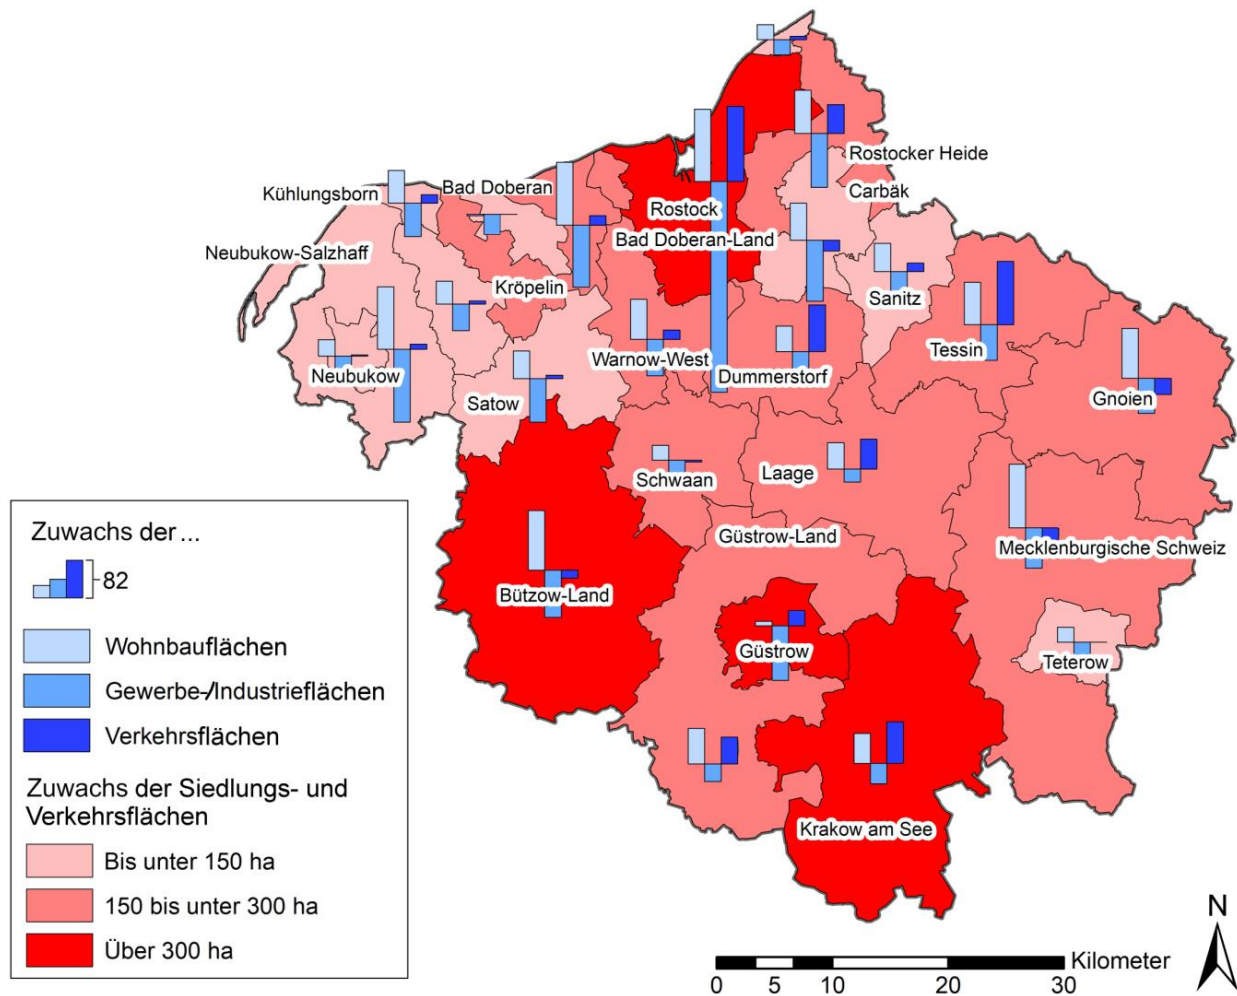 Rostocker Heide
Carbäk
Kühlungsborn
Bad Doberan
Rostock
Bad Doberan-Land
Neubukow-Salzhaff
Kröpelin
Sanitz
Warnow-West
Tessin
Neubukow
Dummerstorf
Satow
Gnoien
Schwaan
Laage
Güstrow-Land
Mecklenburgische Schweiz
Bützow-Land
Güstrow
Teterow
Krakow am See
Zuwachs der ...
82
Wohnbauflächen
Gewerbe-/Industrieflächen
Verkehrsflächen
Zuwachs der Siedlungs- und
Verkehrsflächen
Bis unter 150 ha
150 bis unter 300 ha
Über 300 ha
N
Kilometer
0 5 10 20 30